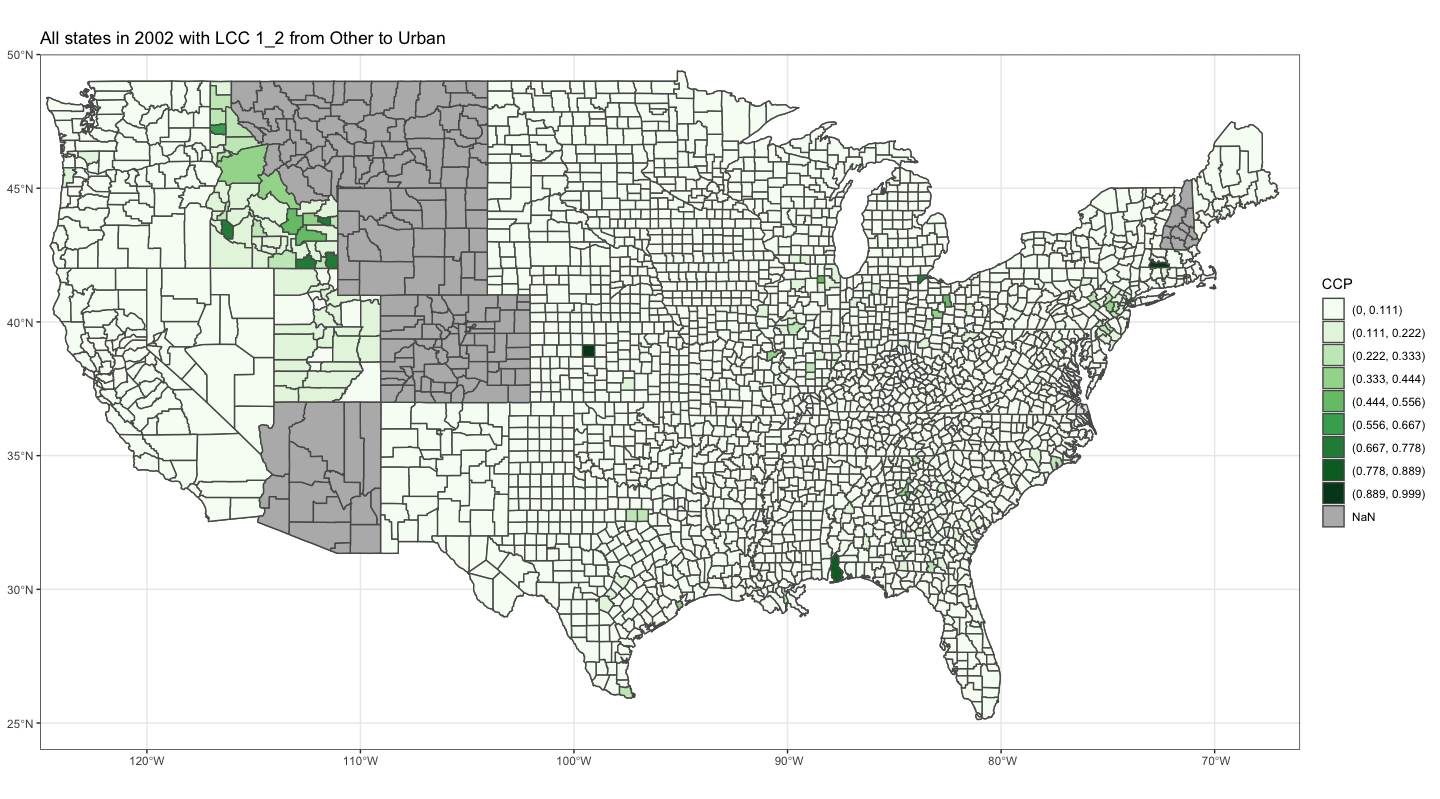 All states in 2002 with LCC 1_2 from Other to Urban
50°N
45°N
40°N
35°N
30°N
25°N
120°W
110°W
100°W
90°W
80°W
70°W
CCP
(0, 0.111)
(0.111, 0.222)
(0.222, 0.333)
(0.333, 0.444)
(0.444, 0.556)
(0.556, 0.667)
(0.667, 0.778)
(0.778, 0.889)
(0.889, 0.999)
NaN